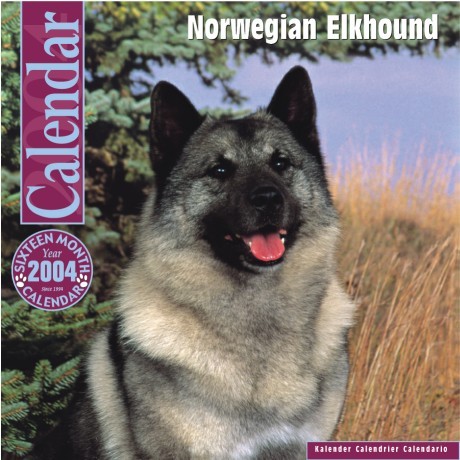 Norwegian Elkhound
Calendar
SIXTEEN MONTH
Year
2004
Since 1994
CALENDAR
Kalender Calendrier Calendario